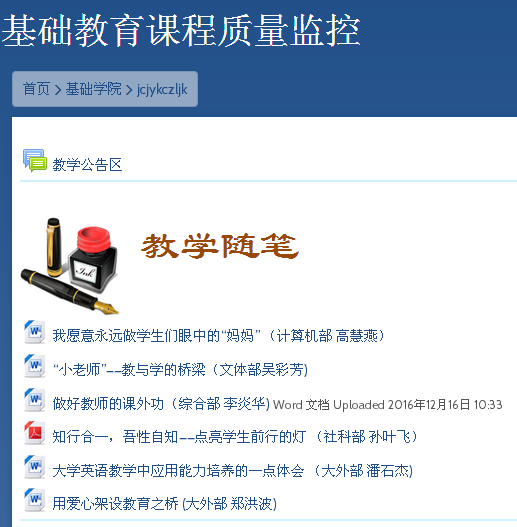 基础教育课程质量监控
首页 > 基础学院 > jcjykczljk
教学公告区
Ink
教学随笔
我愿意永远做学生们眼中的“妈妈” (计算机部 高慧燕)
“小老师”--教与学的桥梁（文体部吴彩芳)
做好教师的课外功（综合部 李炎华) Word 文档 Uploaded 2016年12月16日 10:33
知行合一，吾性自知--点亮学生前行的灯 （社科部 孙叶飞）
大学英语教学中应用能力培养的一点体会 （大外部 潘石杰)
用爱心架设教育之桥 (大外部 郑洪波)